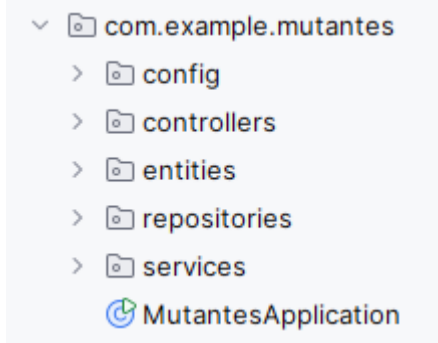 com.example.mutantes
config
controllers
entities
repositories
services
MutantesApplication